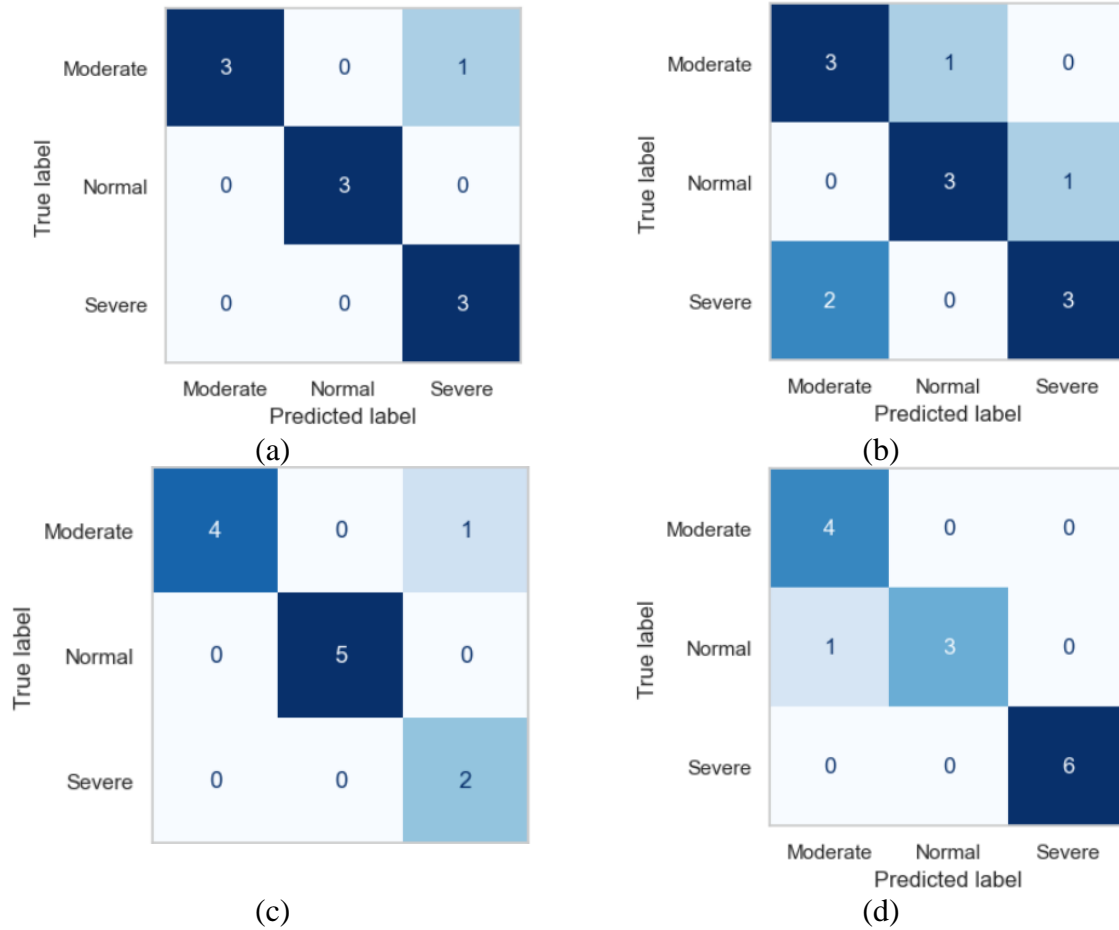 True label
Moderate 3 0 1
Normal 0 3 0
Severe 0 0 3
Moderate Normal Severe
Predicted label
(a)
True label
Moderate 3 1 0
Normal 0 3 1
Severe 2 0 3
Moderate Normal Severe
Predicted label
(b)
True label
Moderate 4 0 1
Normal 0 5 0
Severe 0 0 2
(c)
True label
Moderate 4 0 0
Normal 1 3 0
Severe 0 0 6
Moderate Normal Severe
Predicted label
(d)